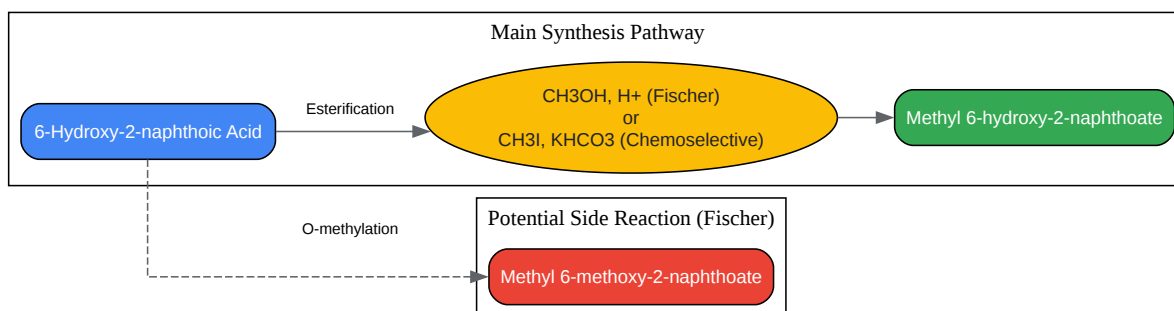 Main Synthesis Pathway
6-Hydroxy-2-naphthoic Acid
Esterification
CH3OH, H+ (Fischer)
or
CH3I, KHCO3 (Chemoselective)
Methyl 6-hydroxy-2-naphthoate
O-methylation
Potential Side Reaction (Fischer)
Methyl 6-methoxy-2-naphthoate